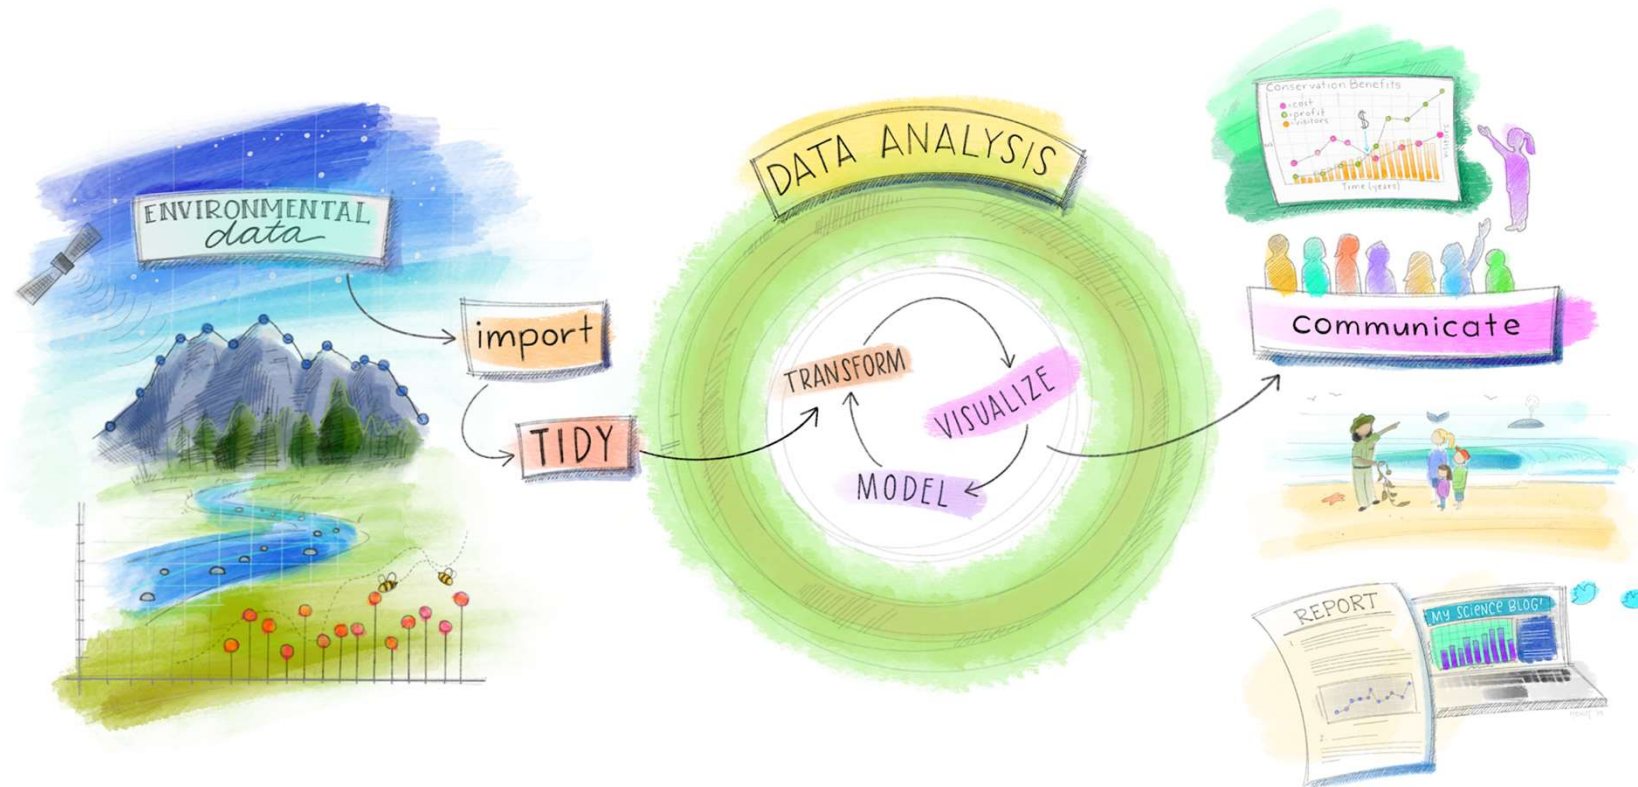 ENVIRONMENTAL
data
import
TIDY
DATA ANALYSIS
TRANSFORM
VISUALIZE
MODEL
Conservation Benefits
cost
profit
visitors
$
visitors
Time (years)
communicate
REPORT
MY SCIENCE BLOG!